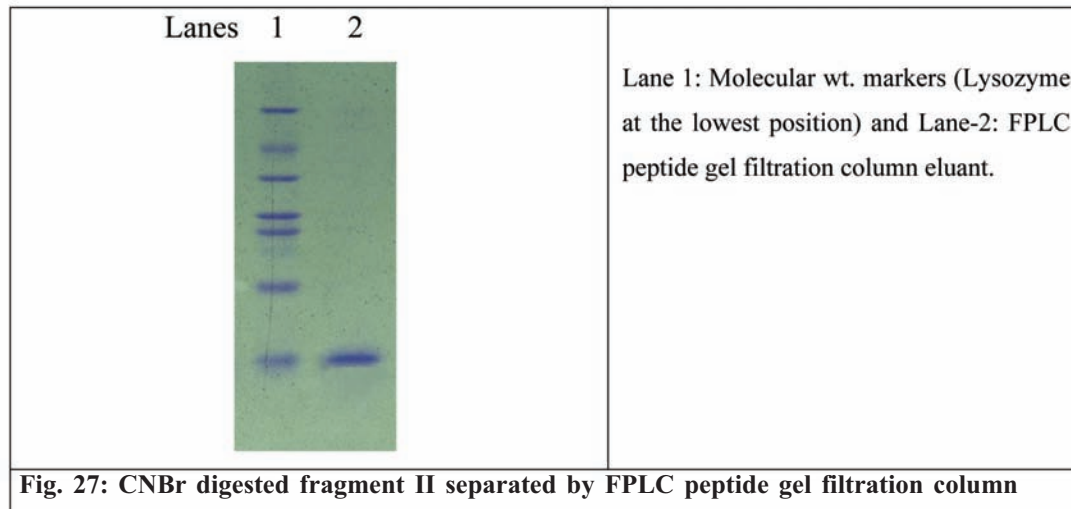 Lanes 1 2
Lane 1: Molecular wt. markers (Lysozyme
at the lowest position) and Lane-2: FPLC
peptide gel filtration column eluant.
Fig. 27: CNBr digested fragment II separated by FPLC peptide gel filtration column